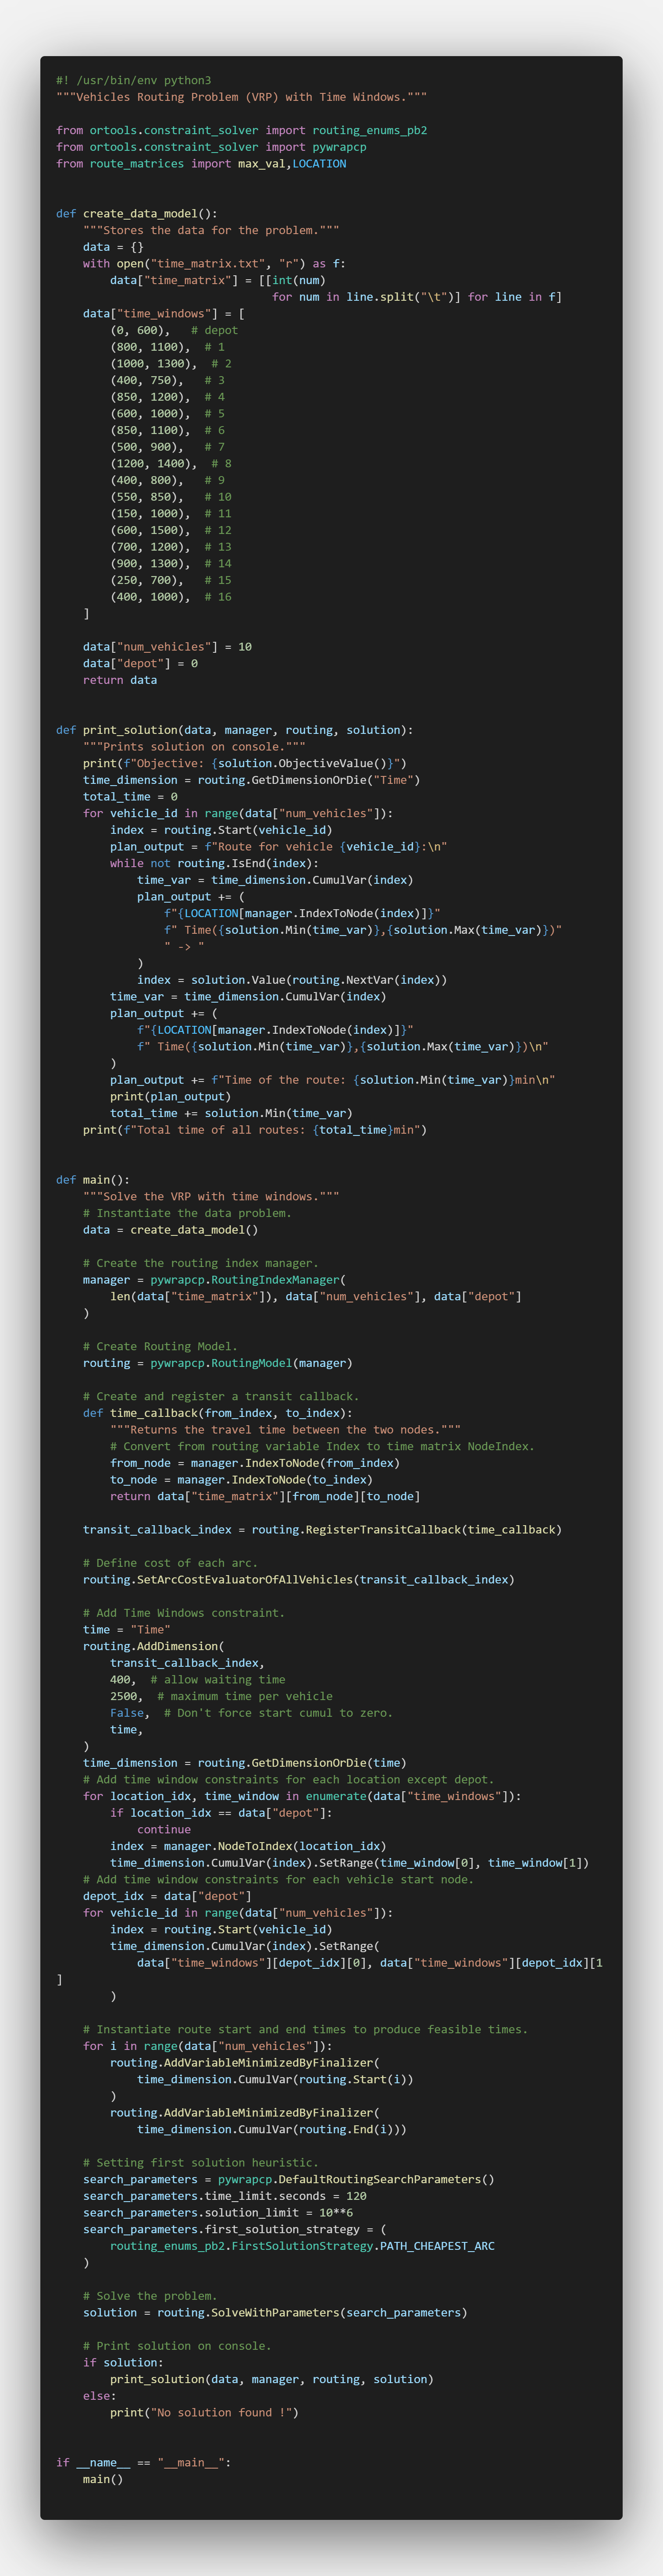 #! /usr/bin/env python3
"""Vehicles Routing Problem (VRP) with Time Windows."""

from ortools.constraint_solver import routing_enums_pb2
from ortools.constraint_solver import pywrapcp
from route_matrices import max_val,LOCATION


def create_data_model():
    """Stores the data for the problem."""
    data = {}
    with open("time_matrix.txt", "r") as f:
        data["time_matrix"] = [[int(num)
                                for num in line.split("\t")] for line in f]
    data["time_windows"] = [
        (0, 600),   # depot
        (800, 1100),  # 1
        (1000, 1300),  # 2
        (400, 750),   # 3
        (850, 1200),  # 4
        (600, 1000),  # 5
        (850, 1100),  # 6
        (500, 900),   # 7
        (1200, 1400),  # 8
        (400, 800),   # 9
        (550, 850),   # 10
        (150, 1000),  # 11
        (600, 1500),  # 12
        (700, 1200),  # 13
        (900, 1300),  # 14
        (250, 700),   # 15
        (400, 1000),  # 16
    ]

    data["num_vehicles"] = 10
    data["depot"] = 0
    return data


def print_solution(data, manager, routing, solution):
    """Prints solution on console."""
    print(f"Objective: {solution.ObjectiveValue()}")
    time_dimension = routing.GetDimensionOrDie("Time")
    total_time = 0
    for vehicle_id in range(data["num_vehicles"]):
        index = routing.Start(vehicle_id)
        plan_output = f"Route for vehicle {vehicle_id}:\n"
        while not routing.IsEnd(index):
            time_var = time_dimension.CumulVar(index)
            plan_output += (
                f"{LOCATION[manager.IndexToNode(index)]}"
                f" Time({solution.Min(time_var)},{solution.Max(time_var)})"
                " -> "
            )
            index = solution.Value(routing.NextVar(index))
        time_var = time_dimension.CumulVar(index)
        plan_output += (
            f"{LOCATION[manager.IndexToNode(index)]}"
            f" Time({solution.Min(time_var)},{solution.Max(time_var)})\n"
        )
        plan_output += f"Time of the route: {solution.Min(time_var)}min\n"
        print(plan_output)
        total_time += solution.Min(time_var)
    print(f"Total time of all routes: {total_time}min")


def main():
    """Solve the VRP with time windows."""
    # Instantiate the data problem.
    data = create_data_model()

    # Create the routing index manager.
    manager = pywrapcp.RoutingIndexManager(
        len(data["time_matrix"]), data["num_vehicles"], data["depot"]
    )

    # Create Routing Model.
    routing = pywrapcp.RoutingModel(manager)

    # Create and register a transit callback.
    def time_callback(from_index, to_index):
        """Returns the travel time between the two nodes."""
        # Convert from routing variable Index to time matrix NodeIndex.
        from_node = manager.IndexToNode(from_index)
        to_node = manager.IndexToNode(to_index)
        return data["time_matrix"][from_node][to_node]

    transit_callback_index = routing.RegisterTransitCallback(time_callback)

    # Define cost of each arc.
    routing.SetArcCostEvaluatorOfAllVehicles(transit_callback_index)

    # Add Time Windows constraint.
    time = "Time"
    routing.AddDimension(
        transit_callback_index,
        400,  # allow waiting time
        2500,  # maximum time per vehicle
        False,  # Don't force start cumul to zero.
        time,
    )
    time_dimension = routing.GetDimensionOrDie(time)
    # Add time window constraints for each location except depot.
    for location_idx, time_window in enumerate(data["time_windows"]):
        if location_idx == data["depot"]:
            continue
        index = manager.NodeToIndex(location_idx)
        time_dimension.CumulVar(index).SetRange(time_window[0], time_window[1])
    # Add time window constraints for each vehicle start node.
    depot_idx = data["depot"]
    for vehicle_id in range(data["num_vehicles"]):
        index = routing.Start(vehicle_id)
        time_dimension.CumulVar(index).SetRange(
            data["time_windows"][depot_idx][0], data["time_windows"][depot_idx][1
]
        )

    # Instantiate route start and end times to produce feasible times.
    for i in range(data["num_vehicles"]):
        routing.AddVariableMinimizedByFinalizer(
            time_dimension.CumulVar(routing.Start(i))
        )
        routing.AddVariableMinimizedByFinalizer(
            time_dimension.CumulVar(routing.End(i)))

    # Setting first solution heuristic.
    search_parameters = pywrapcp.DefaultRoutingSearchParameters()
    search_parameters.time_limit.seconds = 120
    search_parameters.solution_limit = 10**6
    search_parameters.first_solution_strategy = (
        routing_enums_pb2.FirstSolutionStrategy.PATH_CHEAPEST_ARC
    )

    # Solve the problem.
    solution = routing.SolveWithParameters(search_parameters)

    # Print solution on console.
    if solution:
        print_solution(data, manager, routing, solution)
    else:
        print("No solution found !")


if __name__ == "__main__":
    main()